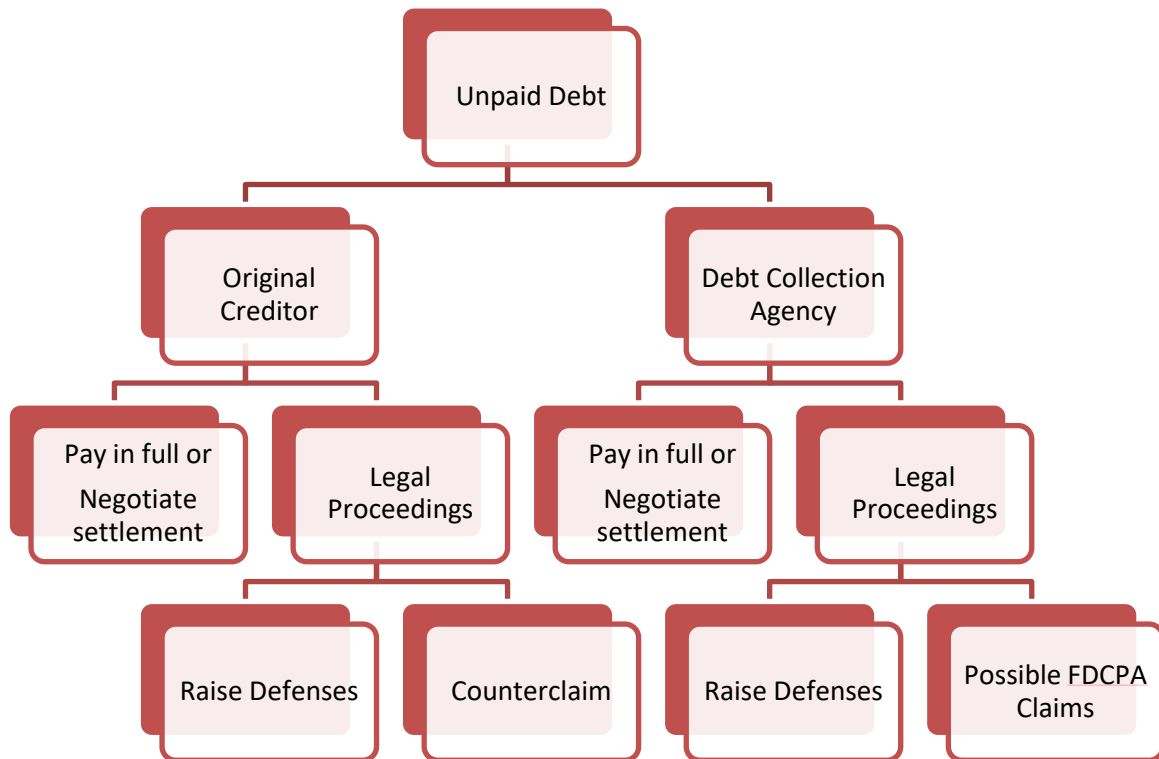 Unpaid Debt
Original
Creditor
Debt Collection
Agency
Pay in full or
Negotiate
settlement
Legal
Proceedings
Pay in full or
Negotiate
settlement
Legal
Proceedings
Raise Defenses
Counterclaim
Raise Defenses
Possible FDCPA
Claims